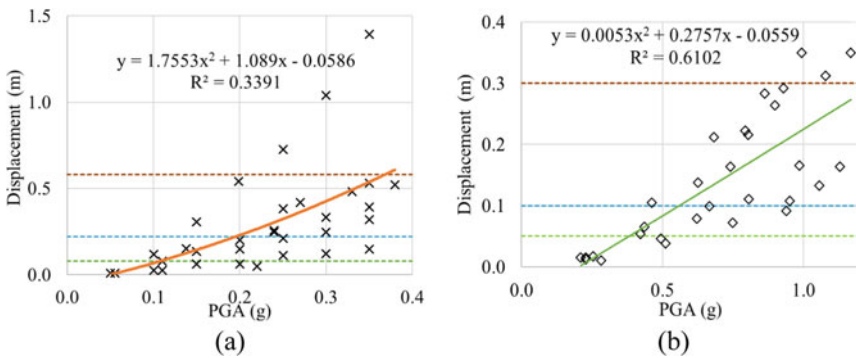 1.5
y = 1.7553x² + 1.089x - 0.0586
R² = 0.3391
1.0
Displacement (m)
0.5
0.0
0.0 0.1 0.2 0.3 0.4
PGA (g)
(a)
0.4
y = 0.0053x² + 0.2757x - 0.0559
R² = 0.6102
0.3
Displacement (m)
0.2
0.1
0.0
0.0 0.5 1.0
PGA (g)
(b)